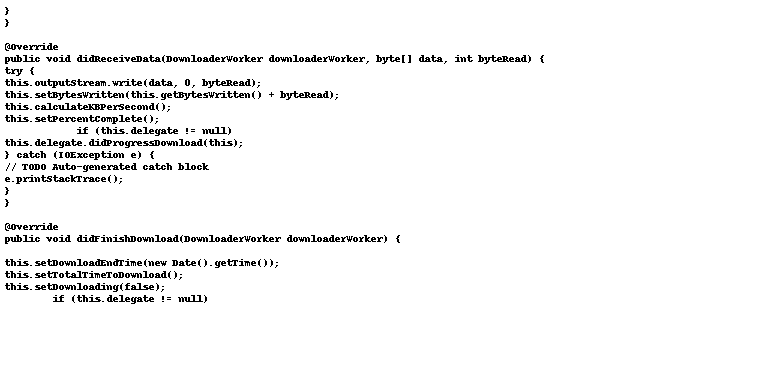 }
}
@Override
public void didReceiveData(DownloaderWorker downloaderWorker, byte[] data, int byteRead) {
try {
this.outputStream.write(data, 0, byteRead);
this.setBytesWritten(this.getBytesWritten() + byteRead);
this.calculateKBPerSecond();
this.setPercentComplete();
if (this.delegate != null)
this.delegate.didProgressDownload(this);
} catch (IOException e) {
// TODO Auto-generated catch block
e.printStackTrace();
}
}
@Override
public void didFinishDownload(DownloaderWorker downloaderWorker) {
this.setDownloadEndTime(new Date().getTime());
this.setTotalTimeToDownload();
this.setDownloading(false);
if (this.delegate != null)